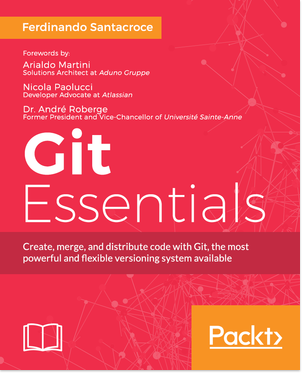 Ferdinando Santacroce
Forewords by:
Arialdo Martini
Solutions Architect at Aduno Gruppe
Nicola Paolucci
Developer Advocate at Atlassian
Dr. André Roberge
Former President and Vice-Chancellor of Université Sainte-Anne
Git
Essentials
Create, merge, and distribute code with Git, the most
powerful and flexible versioning system available
Packt>